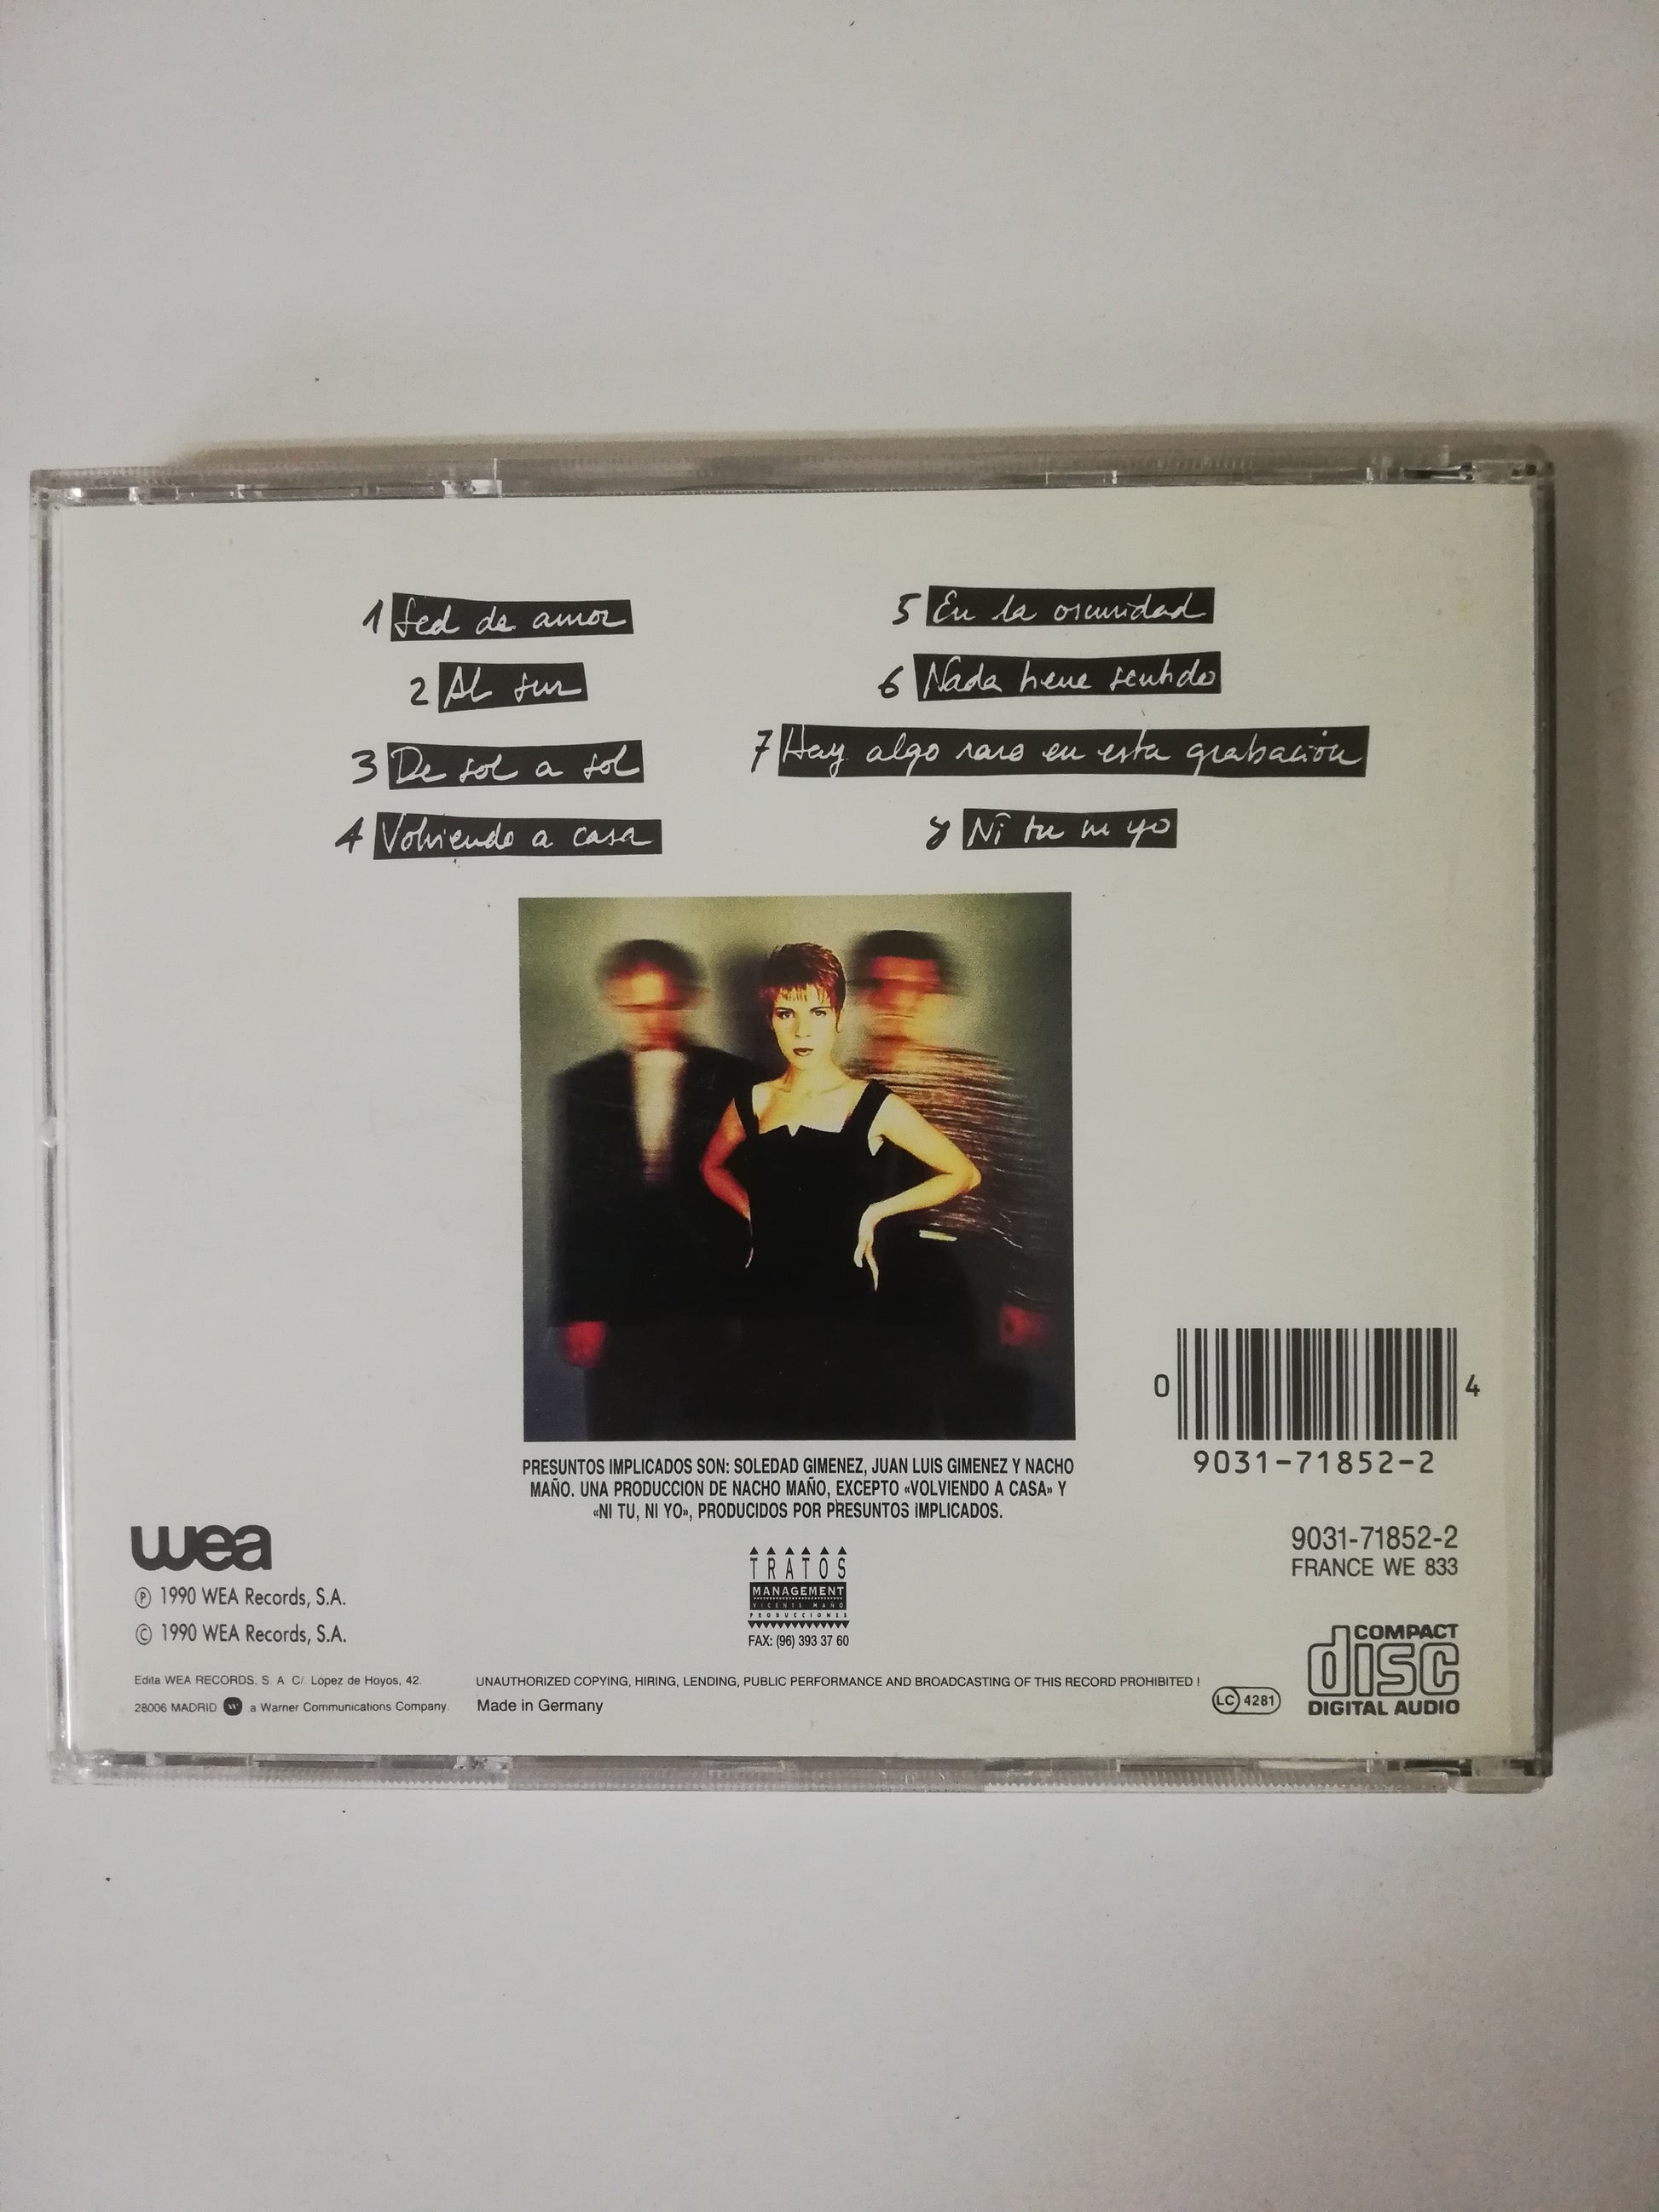 1 Sed de amor
2 Al sur
3 De sol a sol
4 Volviendo a casa
5 En la oscuridad
6 Nada tiene sentido
7 Hay algo raro en esta grabación
8 Ni tu ni yo
PRESUNTOS IMPLICADOS SON: SOLEDAD GIMENEZ, JUAN LUIS GIMENEZ Y NACHO
MAÑO. UNA PRODUCCION DE NACHO MAÑO, EXCEPTO «VOLVIENDO A CASA» Y
«NI TU, NI YO», PRODUCIDOS POR PRESUNTOS IMPLICADOS.
0 4
9031-71852-2
9031-71852-2
FRANCE WE 833
wea
Ⓟ 1990 WEA Records, S.A.
© 1990 WEA Records, S.A.
TRATOS
MANAGEMENT
VICENTE MAÑO
PRODUCCIONES
FAX: (96) 393 37 60
Edita WEA RECORDS, S. A. C/. López de Hoyos, 42.
28006 MADRID w a Warner Communications Company.
UNAUTHORIZED COPYING, HIRING, LENDING, PUBLIC PERFORMANCE AND BROADCASTING OF THIS RECORD PROHIBITED !
Made in Germany
LC 4281
COMPACT
disc
DIGITAL AUDIO